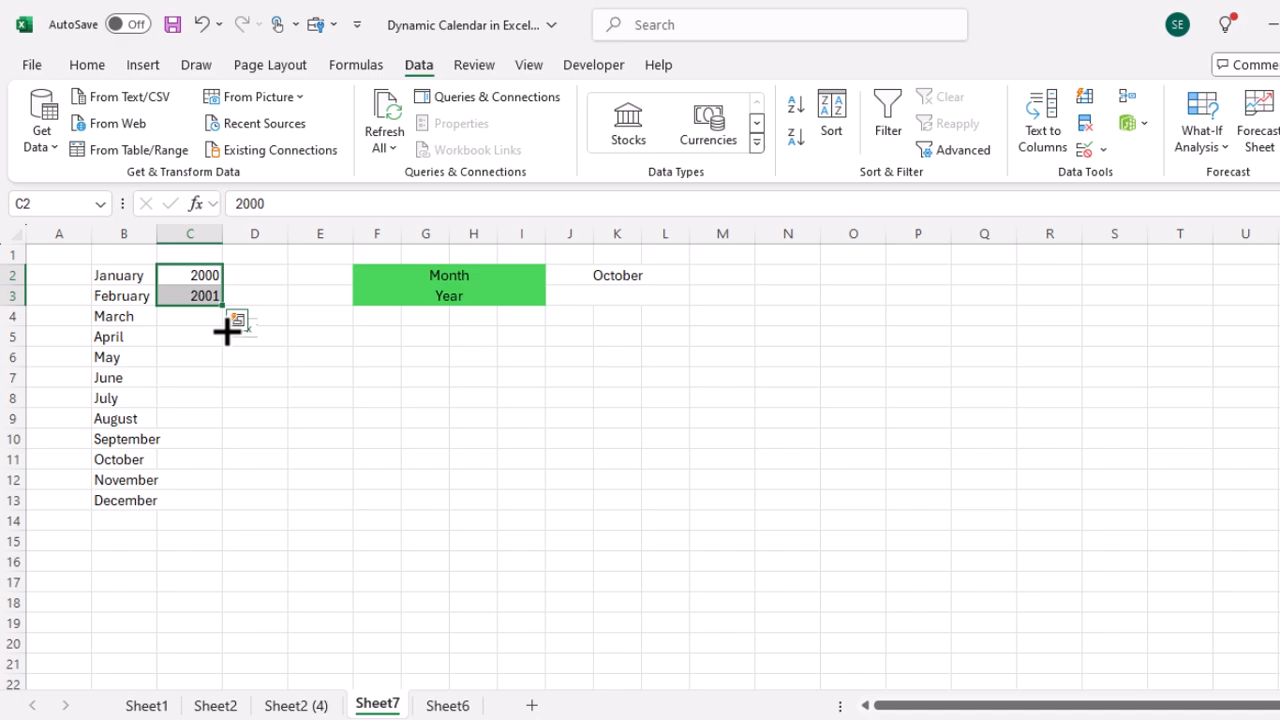 AutoSave Off Dynamic Calendar in Excel... Search SE
File Home Insert Draw Page Layout Formulas Data Review View Developer Help Comme
Get Data
From Text/CSV
From Web
From Table/Range
From Picture
Recent Sources
Existing Connections
Get & Transform Data
Refresh All
Queries & Connections
Properties
Workbook Links
Queries & Connections
Stocks Currencies
Data Types
Sort
Filter
Clear
Reapply
Advanced
Sort & Filter
Text to Columns
Data Tools
What-If Analysis
Forecast Sheet
Forecast
C2 fx 2000
A B C D E F G H I J K L M N O P Q R S T U
1
2 January 2000 Month October
3 February 2001 Year
4 March
5 April
6 May
7 June
8 July
9 August
10 September
11 October
12 November
13 December
14
15
16
17
18
19
20
21
22
Sheet1 Sheet2 Sheet2 (4) Sheet7 Sheet6